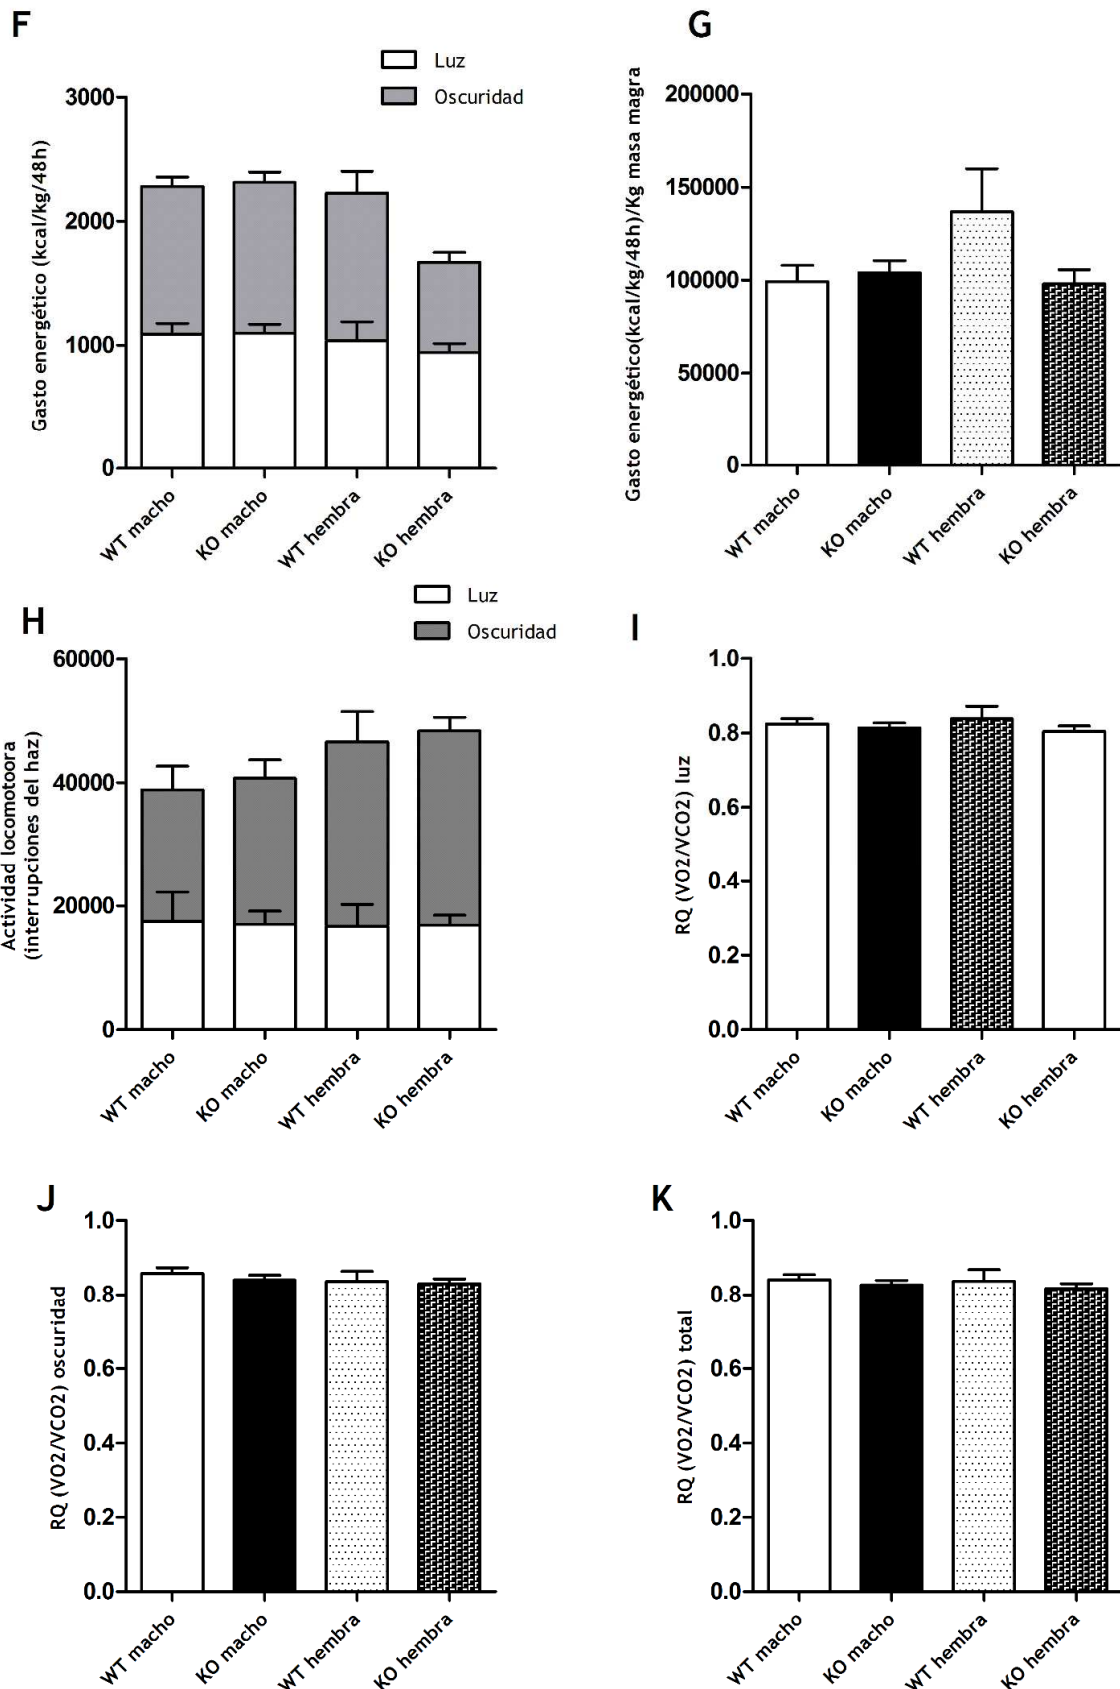 F
Luz
Oscuridad
Gasto energético (kcal/kg/48h)
3000
2000
1000
0
WT macho
KO macho
WT hembra
KO hembra
G
Gasto energético(kcal/kg/48h)/Kg masa magra
200000
150000
100000
50000
0
WT macho
KO macho
WT hembra
KO hembra
H
Luz
Oscuridad
Actividad locomotoora
(interrupciones del haz)
60000
40000
20000
0
WT macho
KO macho
WT hembra
KO hembra
I
RQ (VO2/VCO2) luz
1.0
0.8
0.6
0.4
0.2
0.0
WT macho
KO macho
WT hembra
KO hembra
J
RQ (VO2/VCO2) oscuridad
1.0
0.8
0.6
0.4
0.2
0.0
WT macho
KO macho
WT hembra
KO hembra
K
RQ (VO2/VCO2) total
1.0
0.8
0.6
0.4
0.2
0.0
WT macho
KO macho
WT hembra
KO hembra